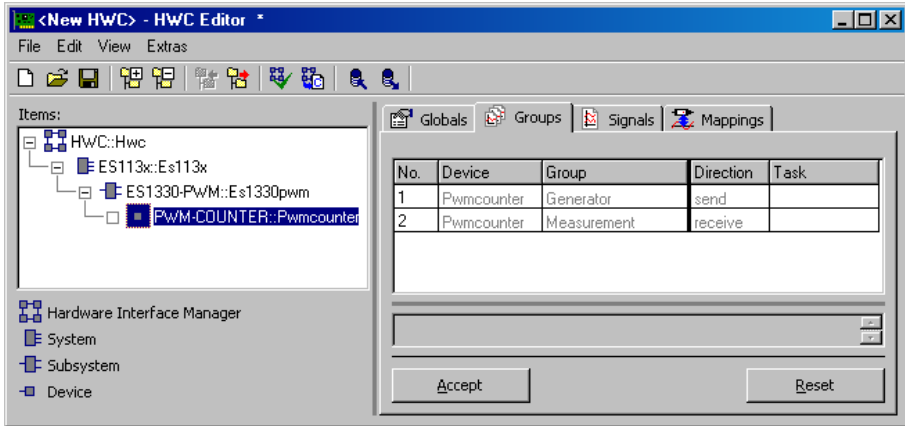 <New HWC> - HWC Editor *
File Edit View Extras
Items:
HWC::Hwc
ES113x::Es113x
ES1330-PWM::Es1330pwm
PWM-COUNTER::Pwmcounter
Hardware Interface Manager
System
Subsystem
Device
Globals Groups Signals Mappings
No. Device Group Direction Task
1 Pwmcounter Generator send
2 Pwmcounter Measurement receive
Accept Reset